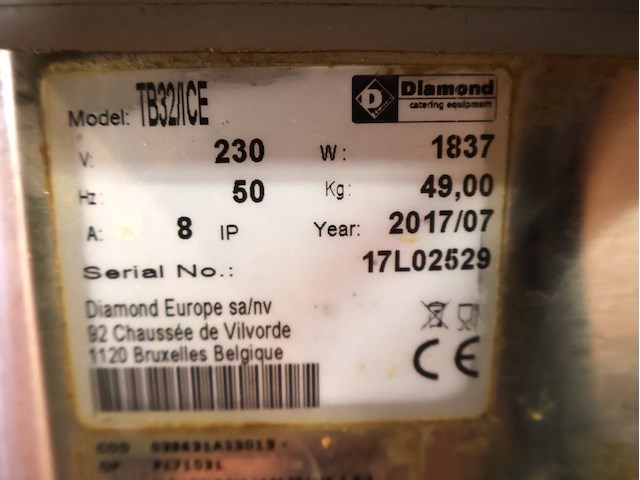 Model: TB32/ICE
D Diamond
catering equipment
V: 230 W: 1837
Hz: 50 Kg: 49,00
A: 8 IP Year: 2017/07
Serial No.: 17L02529
Diamond Europe sa/nv
92 Chaussée de Vilvorde
1120 Bruxelles Belgique
CE
COD